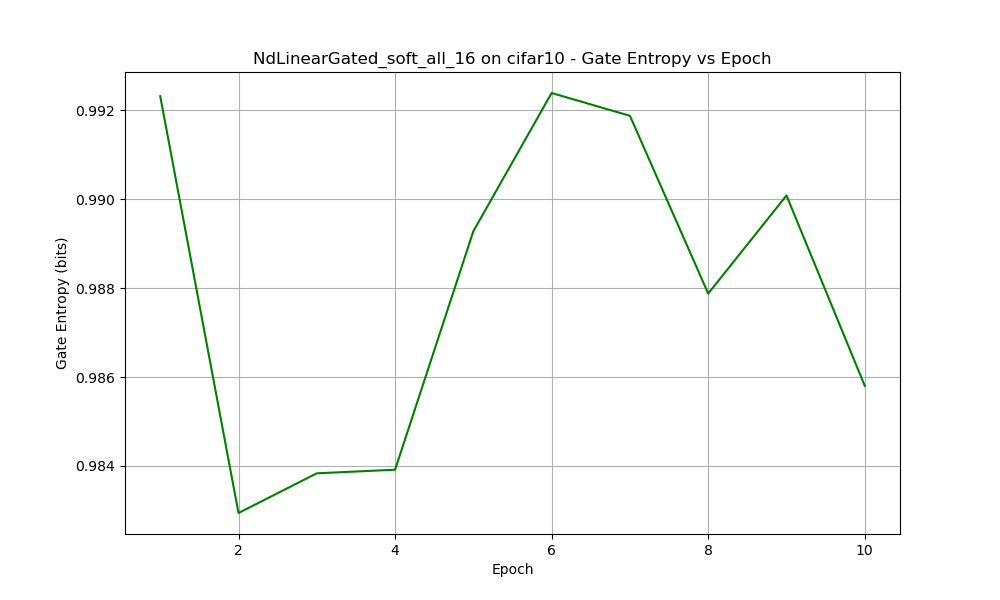 NdLinearGated_soft_all_16 on cifar10 - Gate Entropy vs Epoch
Gate Entropy (bits)
0.992
0.990
0.988
0.986
0.984
2 4 6 8 10
Epoch